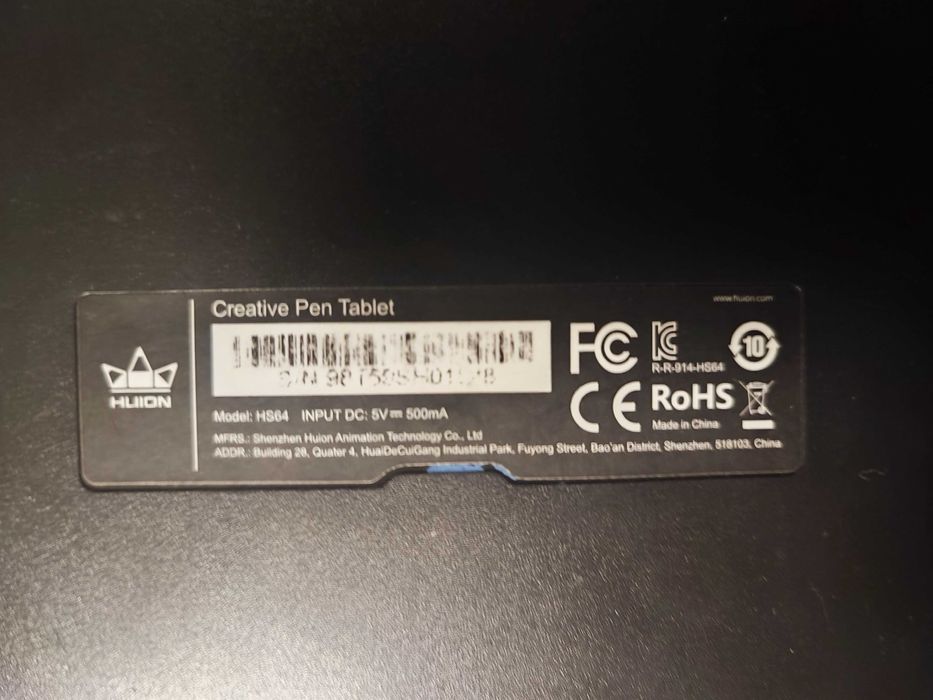 www.huion.com
Creative Pen Tablet
S/N
HUION
FC
10
R-R-914-HS64
CE
RoHS
Made in China
Model: HS64 INPUT DC: 5V⎓500mA
MFRS.: Shenzhen Huion Animation Technology Co., Ltd
ADDR.: Building 28, Quater 4, HuaiDeCuiGang Industrial Park, Fuyong Street, Bao'an District, Shenzhen, 518103, China